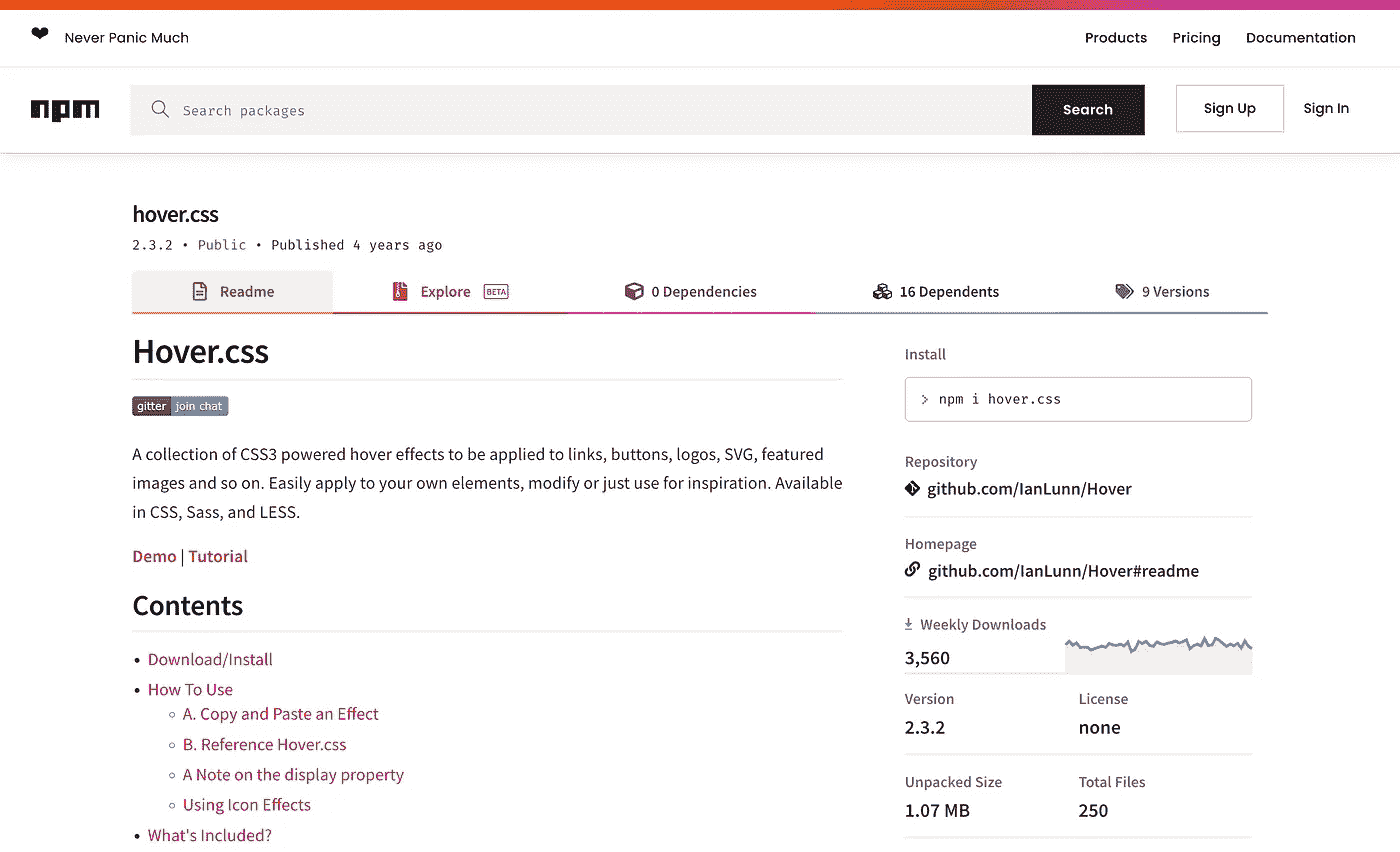 Never Panic Much
Products Pricing Documentation
npm
Search packages
Search
Sign Up
Sign In
hover.css
2.3.2 • Public • Published 4 years ago
Readme
Explore BETA
0 Dependencies
16 Dependents
9 Versions
Hover.css
gitter join chat
A collection of CSS3 powered hover effects to be applied to links, buttons, logos, SVG, featured
images and so on. Easily apply to your own elements, modify or just use for inspiration. Available
in CSS, Sass, and LESS.
Demo | Tutorial
Contents
• Download/Install
• How To Use
◦ A. Copy and Paste an Effect
◦ B. Reference Hover.css
◦ A Note on the display property
◦ Using Icon Effects
• What's Included?
Install
> npm i hover.css
Repository
github.com/IanLunn/Hover
Homepage
github.com/IanLunn/Hover#readme
Weekly Downloads
3,560
Version
2.3.2
License
none
Unpacked Size
1.07 MB
Total Files
250